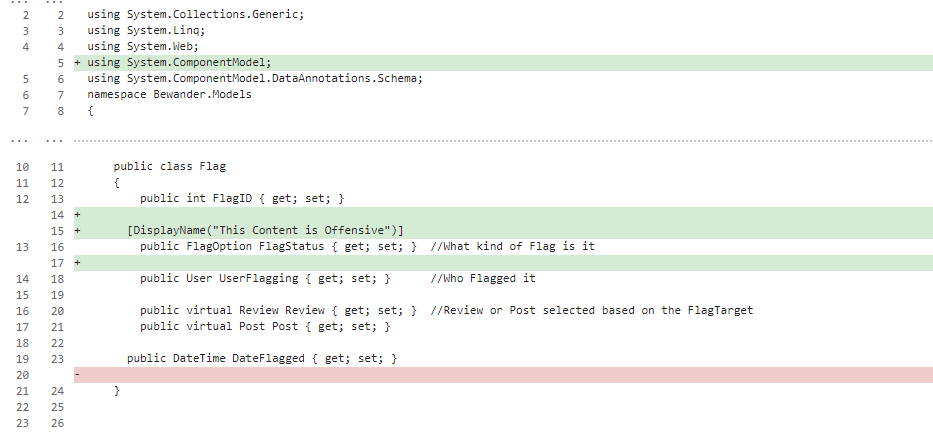 ... ...
2 2 using System.Collections.Generic;
3 3 using System.Linq;
4 4 using System.Web;
5 + using System.ComponentModel;
5 6 using System.ComponentModel.DataAnnotations.Schema;
6 7 namespace Bewander.Models
7 8 {
... ...
10 11 public class Flag
11 12 {
12 13 public int FlagID { get; set; }
14 +
15 + [DisplayName("This Content is Offensive")]
13 16 public FlagOption FlagStatus { get; set; } //What kind of Flag is it
17 +
14 18 public User UserFlagging { get; set; } //Who Flagged it
15 19
16 20 public virtual Review Review { get; set; } //Review or Post selected based on the FlagTarget
17 21 public virtual Post Post { get; set; }
18 22
19 23 public DateTime DateFlagged { get; set; }
20 -
21 24 }
22 25
23 26